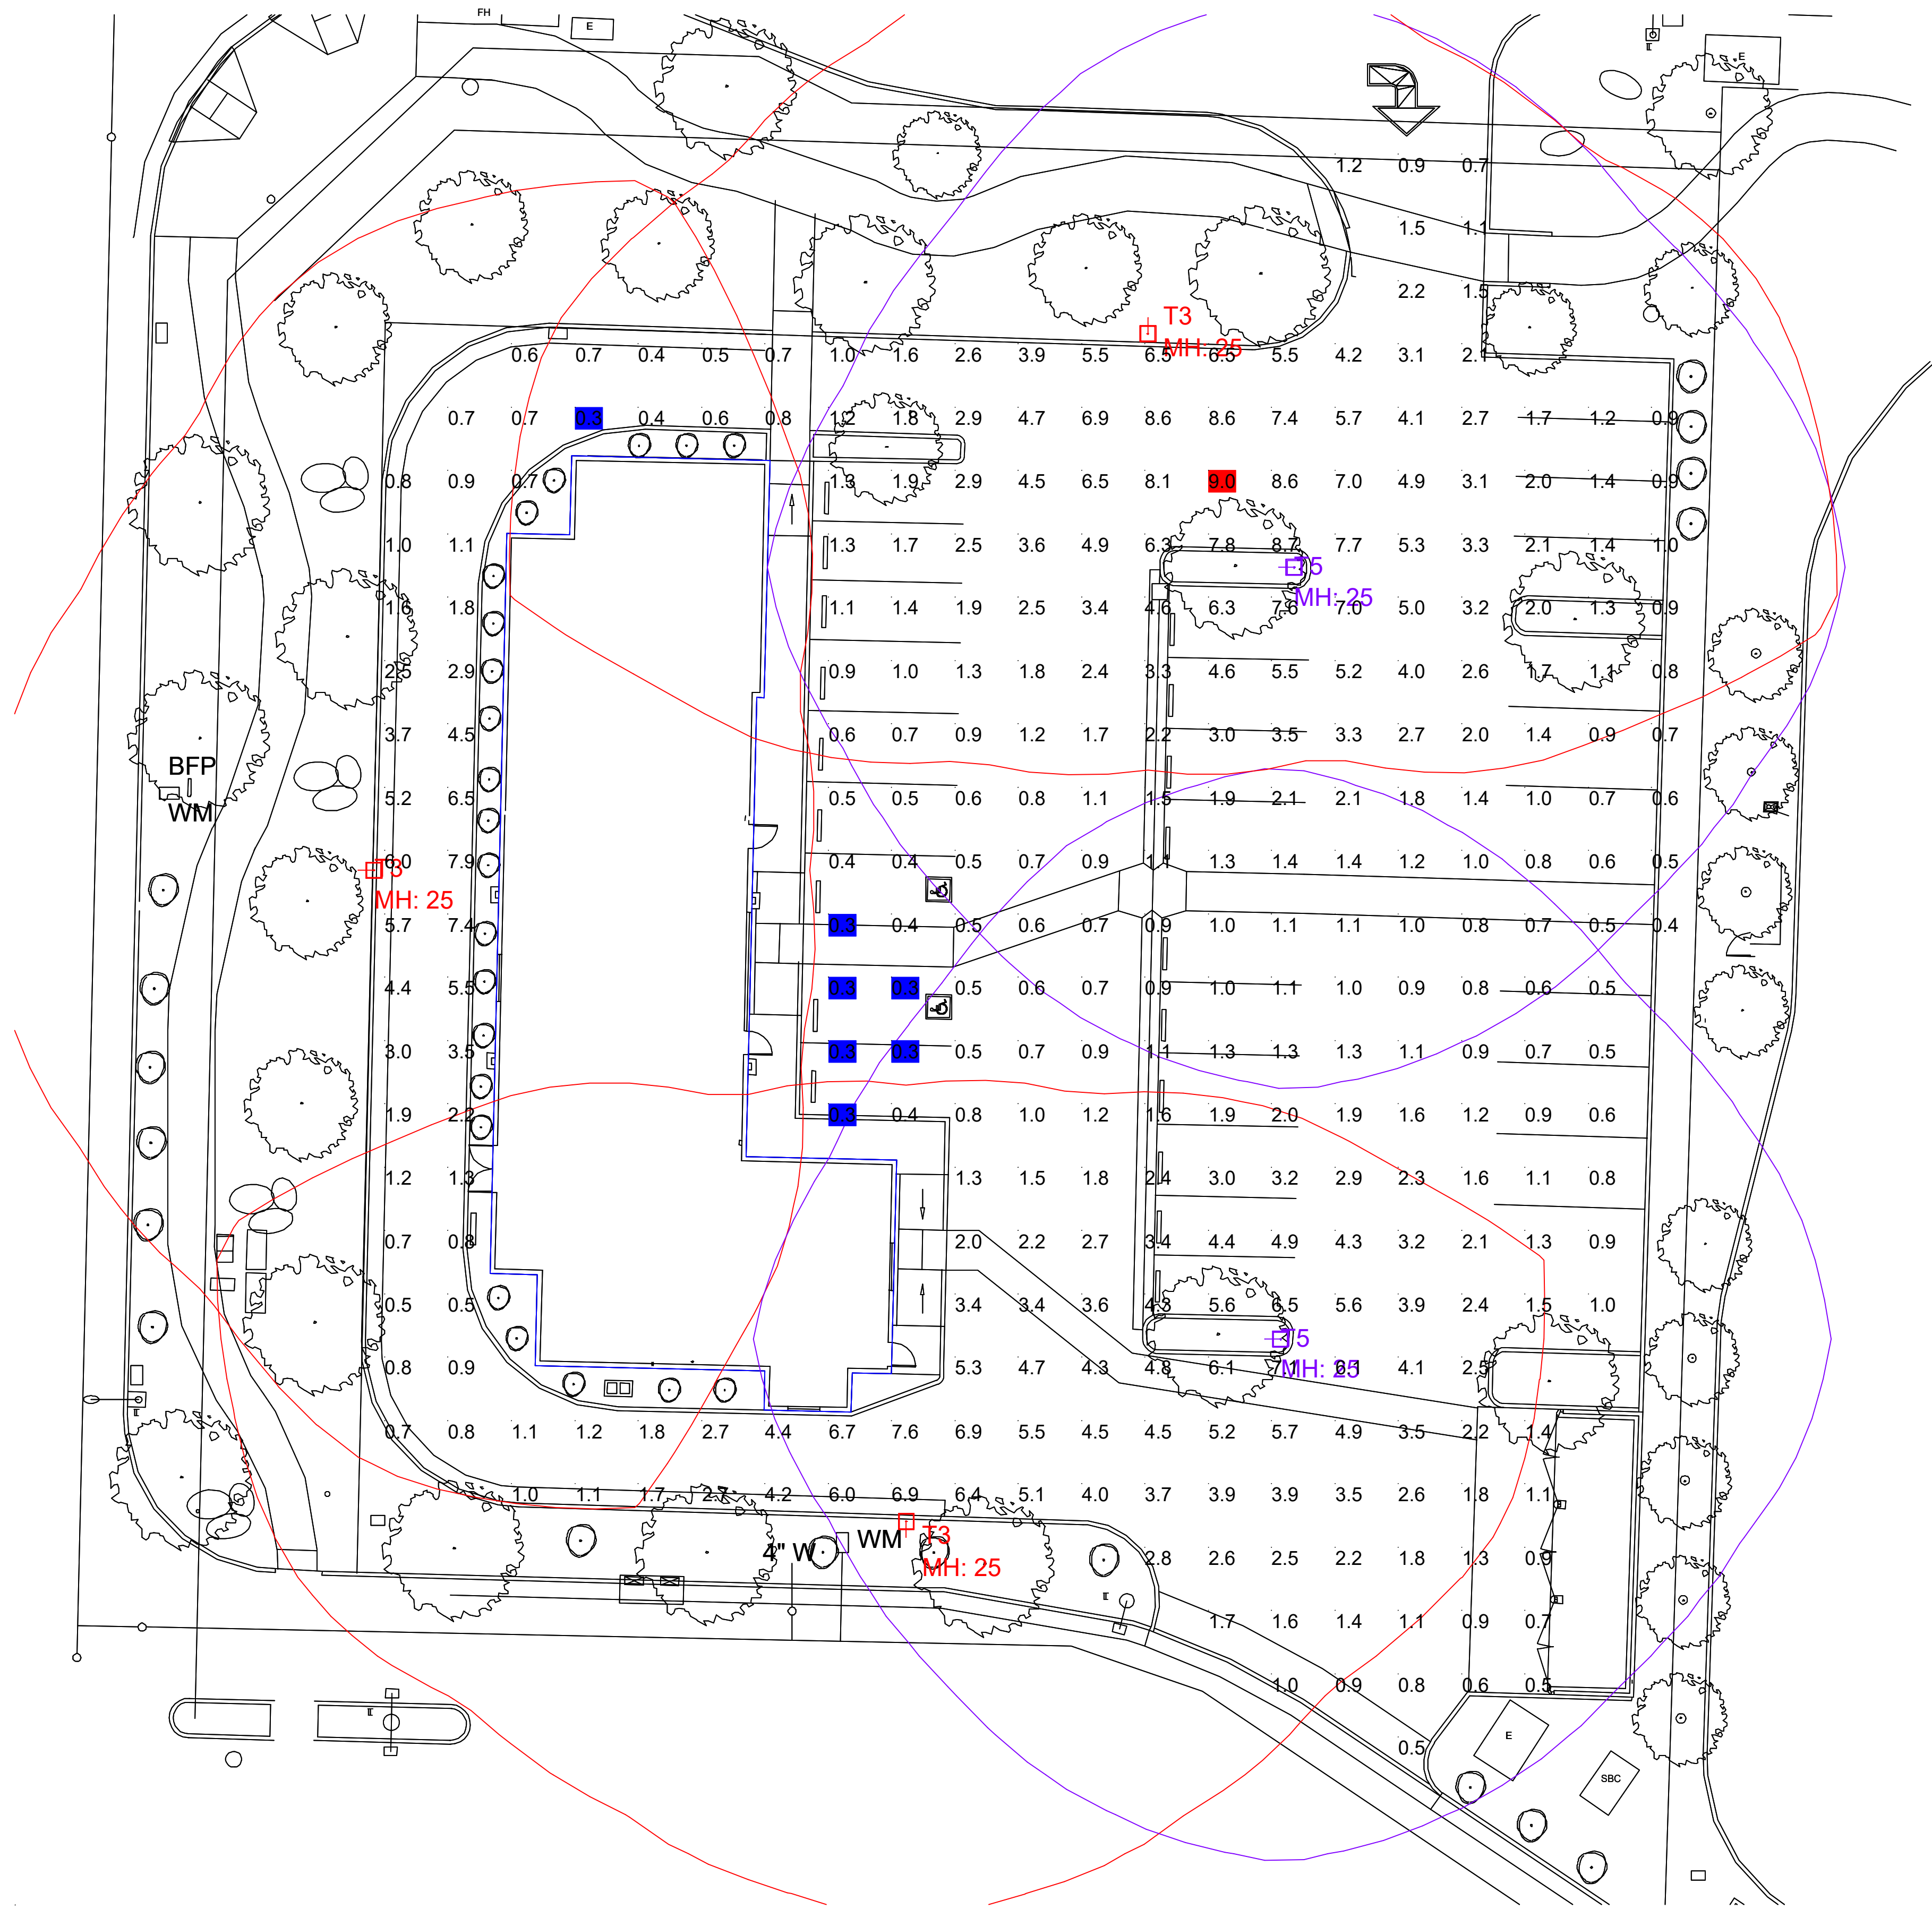 FH
E
E
1.2 0.9 0.7
1.5 1.1
2.2 1.5
T3
MH: 25
0.6 0.7 0.4 0.5 0.7 1.0 1.6 2.6 3.9 5.5 6.5 6.5 5.5 4.2 3.1 2.1
0.7 0.7 0.3 0.4 0.6 0.8 1.2 1.8 2.9 4.7 6.9 8.6 8.6 7.4 5.7 4.1 2.7 1.7 1.2 0.9
0.8 0.9 0.7 1.3 1.9 2.9 4.5 6.5 8.1 9.0 8.6 7.0 4.9 3.1 2.0 1.4 0.9
1.0 1.1 1.3 1.7 2.5 3.6 4.9 6.3 7.8 8.7 7.7 5.3 3.3 2.1 1.4 1.0
T5
MH: 25
1.6 1.8 1.1 1.4 1.9 2.5 3.4 4.6 6.3 7.6 7.0 5.0 3.2 2.0 1.3 0.9
2.5 2.9 0.9 1.0 1.3 1.8 2.4 3.3 4.6 5.5 5.2 4.0 2.6 1.7 1.1 0.8
3.7 4.5 0.6 0.7 0.9 1.2 1.7 2.2 3.0 3.5 3.3 2.7 2.0 1.4 0.9 0.7
BFP
WM
5.2 6.5 0.5 0.5 0.6 0.8 1.1 1.5 1.9 2.1 2.1 1.8 1.4 1.0 0.7 0.6
6.0 7.9 0.4 0.4 0.5 0.7 0.9 1.1 1.3 1.4 1.4 1.2 1.0 0.8 0.6 0.5
T3
MH: 25
5.7 7.4 0.3 0.4 0.5 0.6 0.7 0.9 1.0 1.1 1.1 1.0 0.8 0.7 0.5 0.4
4.4 5.5 0.3 0.3 0.5 0.6 0.7 0.9 1.0 1.1 1.0 0.9 0.8 0.6 0.5
3.0 3.5 0.3 0.3 0.5 0.7 0.9 1.1 1.3 1.3 1.3 1.1 0.9 0.7 0.5
1.9 2.2 0.3 0.4 0.8 1.0 1.2 1.6 1.9 2.0 1.9 1.6 1.2 0.9 0.6
1.2 1.3 1.3 1.5 1.8 2.4 3.0 3.2 2.9 2.3 1.6 1.1 0.8
0.7 0.8 2.0 2.2 2.7 3.4 4.4 4.9 4.3 3.2 2.1 1.3 0.9
0.5 0.5 3.4 3.4 3.6 4.3 5.6 6.5 5.6 3.9 2.4 1.5 1.0
T5
MH: 25
0.8 0.9 5.3 4.7 4.3 4.8 6.1 7.1 6.1 4.1 2.5
0.7 0.8 1.1 1.2 1.8 2.7 4.4 6.7 7.6 6.9 5.5 4.5 4.5 5.2 5.7 4.9 3.5 2.2 1.4
1.0 1.1 1.7 2.7 4.2 6.0 6.9 6.4 5.1 4.0 3.7 3.9 3.9 3.5 2.6 1.8 1.1
4" W WM T3
MH: 25
2.8 2.6 2.5 2.2 1.8 1.3 0.9
1.7 1.6 1.4 1.1 0.9 0.7
1.0 0.9 0.8 0.6 0.5
0.5
E
SBC